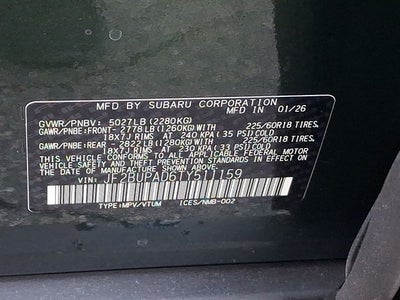 MFD BY SUBARU CORPORATION
MFD IN 01/26
GVWR/PNBV: 5027LB (2280KG)
GAWR/PNBE:FRONT- 2778LB(1260KG)WITH 225/60R18 TIRES,
18X7J RIMS AT 240 KPA(35 PSI)COLD
GAWR/PNBE:REAR- 2822LB(1280KG)WITH 225/60R18 TIRES,
18X7J RIMS AT 230 KPA(33 PSI)COLD
THIS VEHICLE CONFORMS TO ALL APPLICABLE FEDERAL MOTOR
VEHICLE SAFETY STANDARDS IN EFFECT ON THE DATE OF
MANUFACTURE SHOWN ABOVE.
VIN: JF2BUPAD6TY511159
TYPE:MPV/VTUM ICES/NMB-002